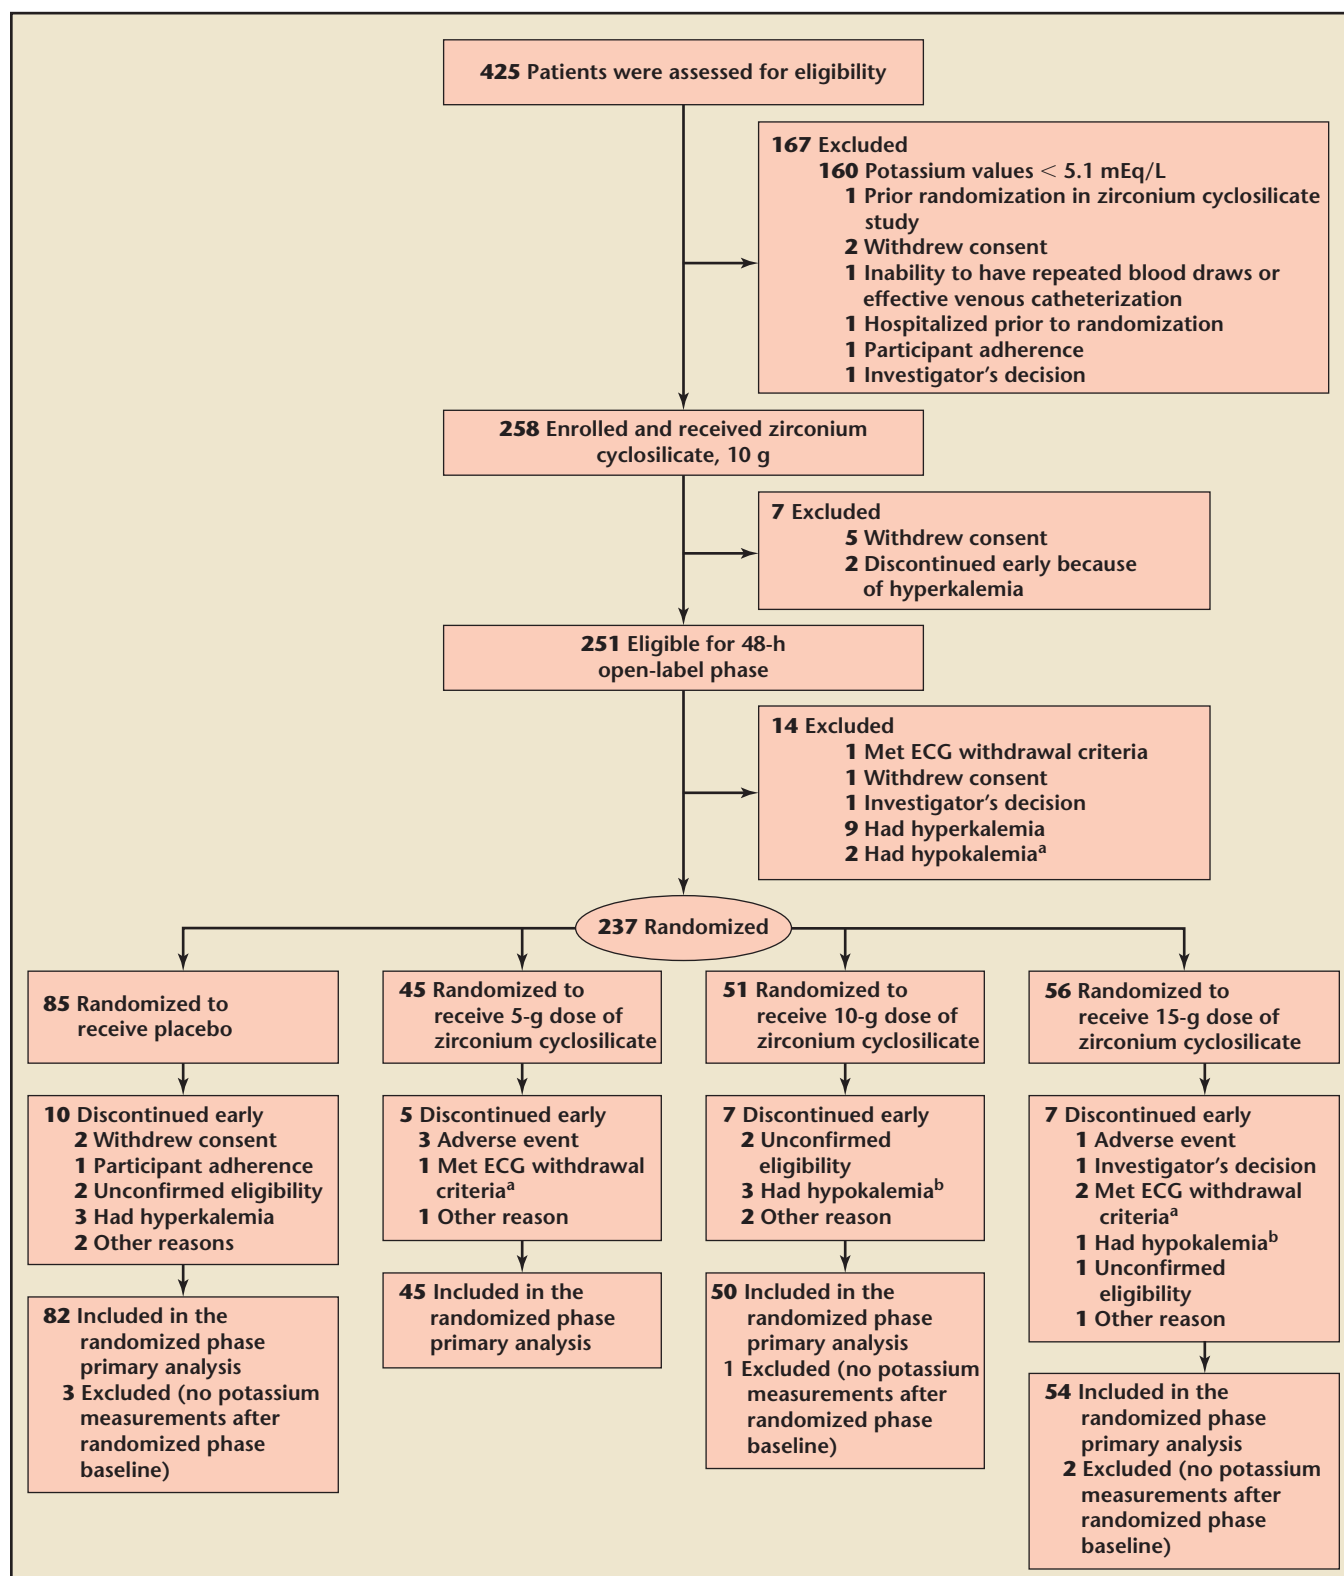 425 Patients were assessed for eligibility
167 Excluded
160 Potassium values < 5.1 mEq/L
1 Prior randomization in zirconium cyclosilicate
study
2 Withdrew consent
1 Inability to have repeated blood draws or
effective venous catheterization
1 Hospitalized prior to randomization
1 Participant adherence
1 Investigator's decision
258 Enrolled and received zirconium
cyclosilicate, 10 g
7 Excluded
5 Withdrew consent
2 Discontinued early because
of hyperkalemia
251 Eligible for 48-h
open-label phase
14 Excluded
1 Met ECG withdrawal criteria
1 Withdrew consent
1 Investigator's decision
9 Had hyperkalemia
2 Had hypokalemiaᵃ
237 Randomized
85 Randomized to
receive placebo
10 Discontinued early
2 Withdrew consent
1 Participant adherence
2 Unconfirmed eligibility
3 Had hyperkalemia
2 Other reasons
82 Included in the
randomized phase
primary analysis
3 Excluded (no potassium
measurements after
randomized phase
baseline)
45 Randomized to
receive 5-g dose of
zirconium cyclosilicate
5 Discontinued early
3 Adverse event
1 Met ECG withdrawal
criteriaᵃ
1 Other reason
45 Included in the
randomized phase
primary analysis
51 Randomized to
receive 10-g dose of
zirconium cyclosilicate
7 Discontinued early
2 Unconfirmed
eligibility
3 Had hypokalemiaᵇ
2 Other reason
50 Included in the
randomized phase
primary analysis
1 Excluded (no potassium
measurements after
randomized phase
baseline)
56 Randomized to
receive 15-g dose of
zirconium cyclosilicate
7 Discontinued early
1 Adverse event
1 Investigator's decision
2 Met ECG withdrawal
criteriaᵃ
1 Had hypokalemiaᵇ
1 Unconfirmed
eligibility
1 Other reason
54 Included in the
randomized phase
primary analysis
2 Excluded (no potassium
measurements after
randomized phase
baseline)